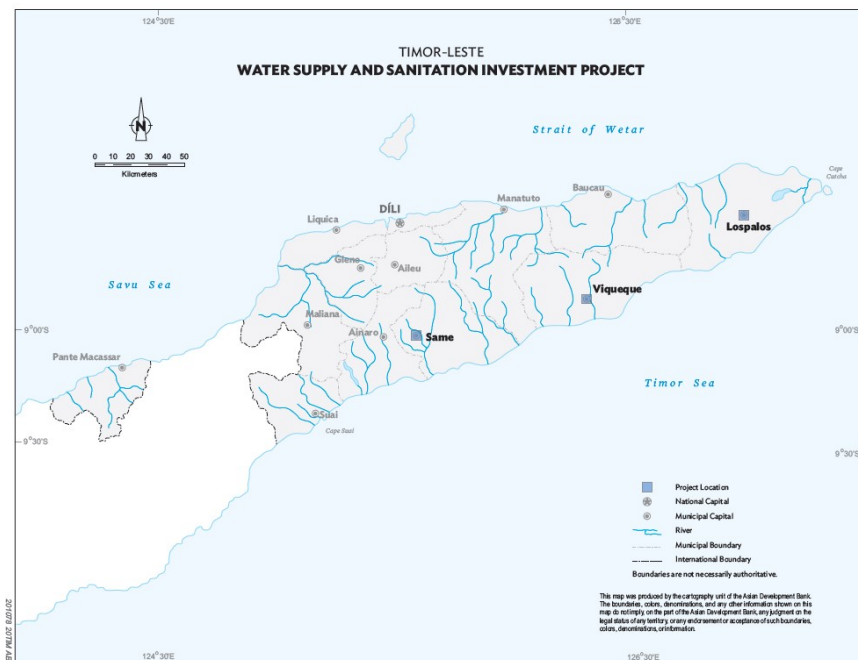 124°30'E
126°30'E
TIMOR-LESTE
WATER SUPPLY AND SANITATION INVESTMENT PROJECT
N
0 10 20 30 40 50
Kilometers
Strait of Wetar
Cape Cutcha
Baucau
Manatuto
DÍLI
Liquica
Lospalos
Gleno
Aileu
Savu Sea
Viqueque
Maliana
9°00'S
9°00'S
Ainaro
Same
Pante Macassar
Timor Sea
Suai
Cape Suai
9°30'S
9°30'S
Project Location
National Capital
Municipal Capital
River
Municipal Boundary
International Boundary
Boundaries are not necessarily authoritative.
This map was produced by the cartography unit of the Asian Development Bank.
The boundaries, colors, denominations, and any other information shown on this
map do not imply, on the part of the Asian Development Bank, any judgment on the
legal status of any territory, or any endorsement or acceptance of such boundaries,
colors, denominations, or information.
124°30'E
126°30'E